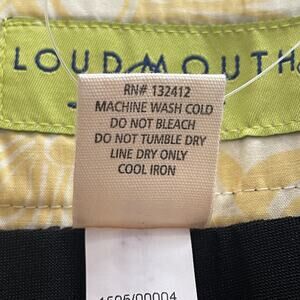 LOUDMOUTH
RN# 132412
MACHINE WASH COLD
DO NOT BLEACH
DO NOT TUMBLE DRY
LINE DRY ONLY
COOL IRON